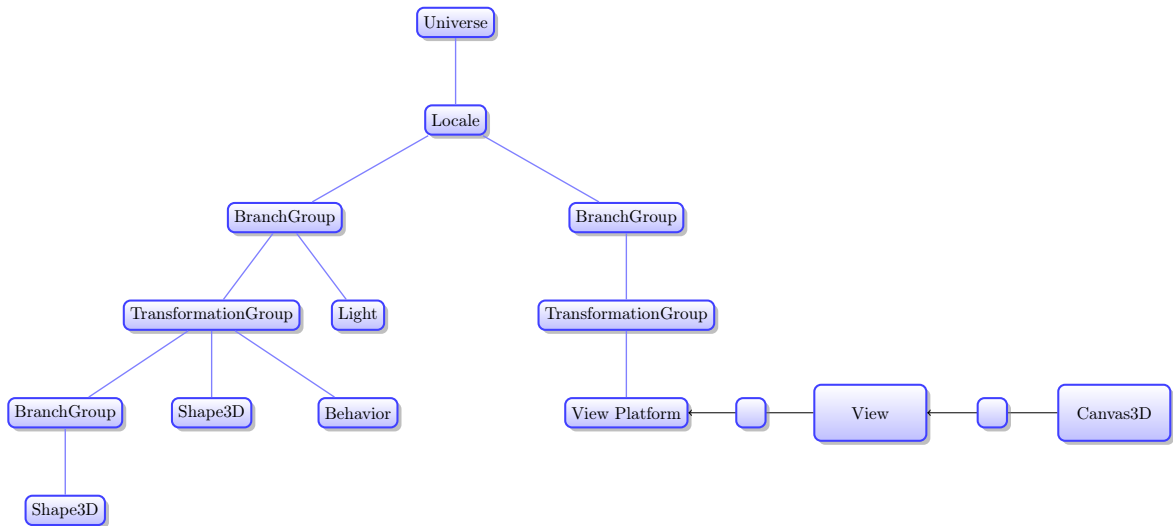 Universe
Locale
BranchGroup
BranchGroup
TransformationGroup
Light
TransformationGroup
BranchGroup
Shape3D
Behavior
View Platform
View
Canvas3D
Shape3D